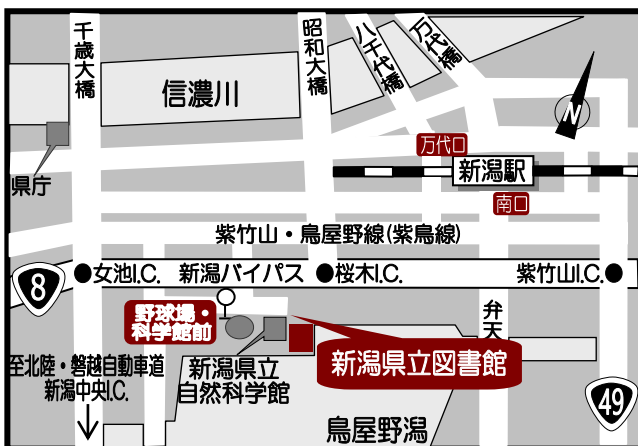 千歳大橋
昭和大橋
八千代橋
万代橋
信濃川
N
県庁
万代口
新潟駅
南口
紫竹山・鳥屋野線(紫鳥線)
8
女池I.C.
新潟バイパス
桜木I.C.
紫竹山I.C.
野球場・
科学館前
弁天
新潟県立図書館
至北陸・磐越自動車道
新潟中央I.C.
新潟県立
自然科学館
鳥屋野潟
49